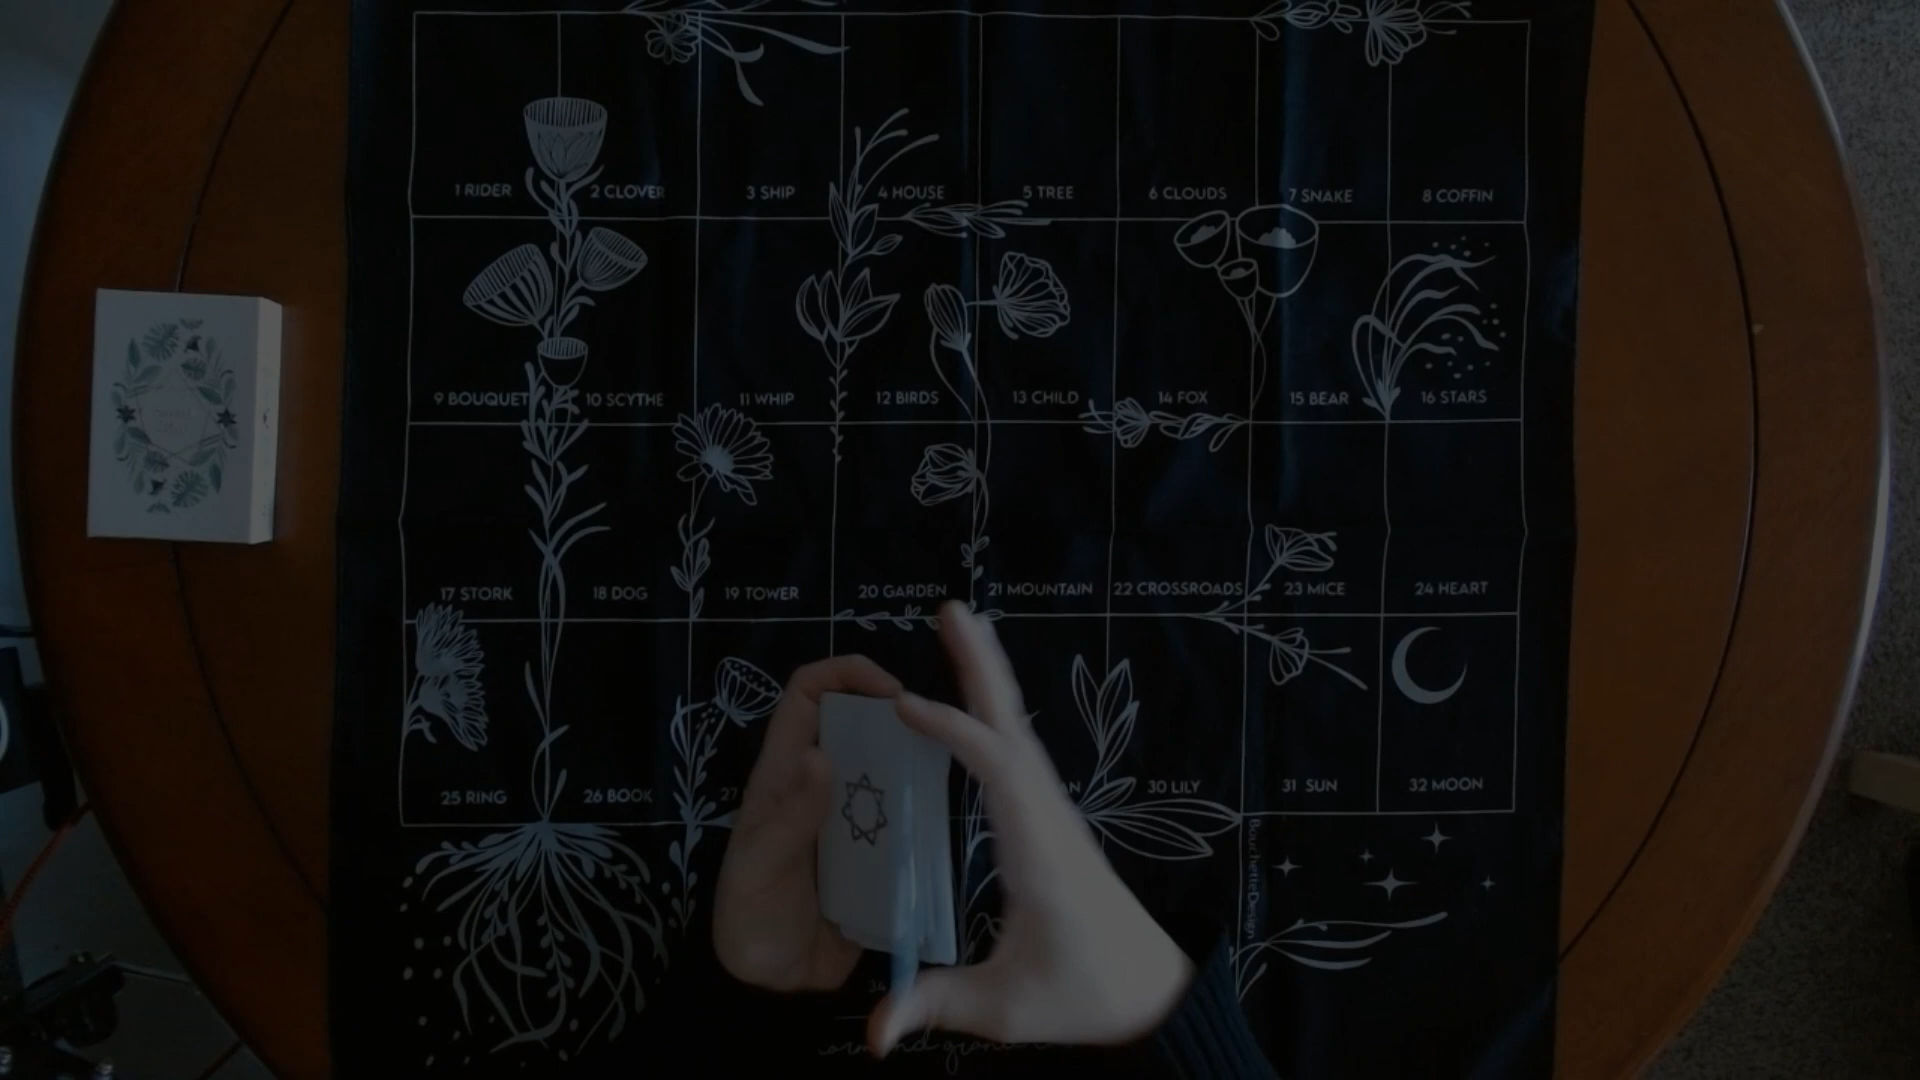 1 RIDER 2 CLOVER 3 SHIP 4 HOUSE 5 TREE 6 CLOUDS 7 SNAKE 8 COFFIN
9 BOUQUET 10 SCYTHE 11 WHIP 12 BIRDS 13 CHILD 14 FOX 15 BEAR 16 STARS
17 STORK 18 DOG 19 TOWER 20 GARDEN 21 MOUNTAIN 22 CROSSROADS 23 MICE 24 HEART
25 RING 26 BOOK 27 30 LILY 31 SUN 32 MOON
BouchetteDesign
34